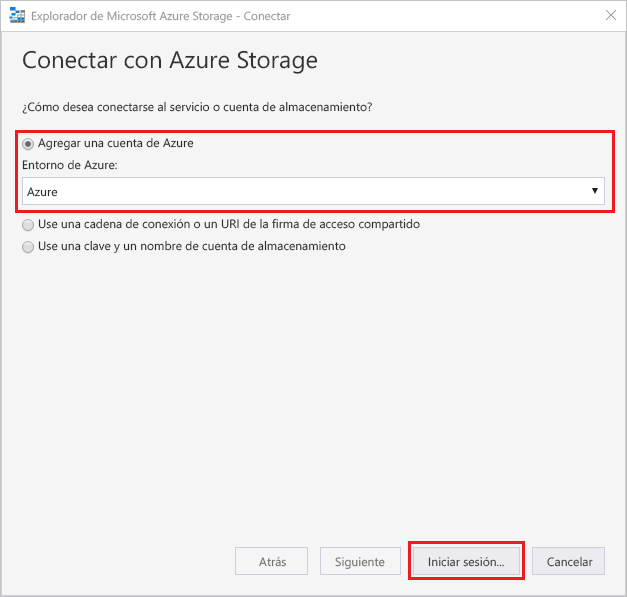 Explorador de Microsoft Azure Storage - Conectar
Conectar con Azure Storage
¿Cómo desea conectarse al servicio o cuenta de almacenamiento?
Agregar una cuenta de Azure
Entorno de Azure:
Azure
Use una cadena de conexión o un URI de la firma de acceso compartido
Use una clave y un nombre de cuenta de almacenamiento
Atrás Siguiente Iniciar sesión... Cancelar